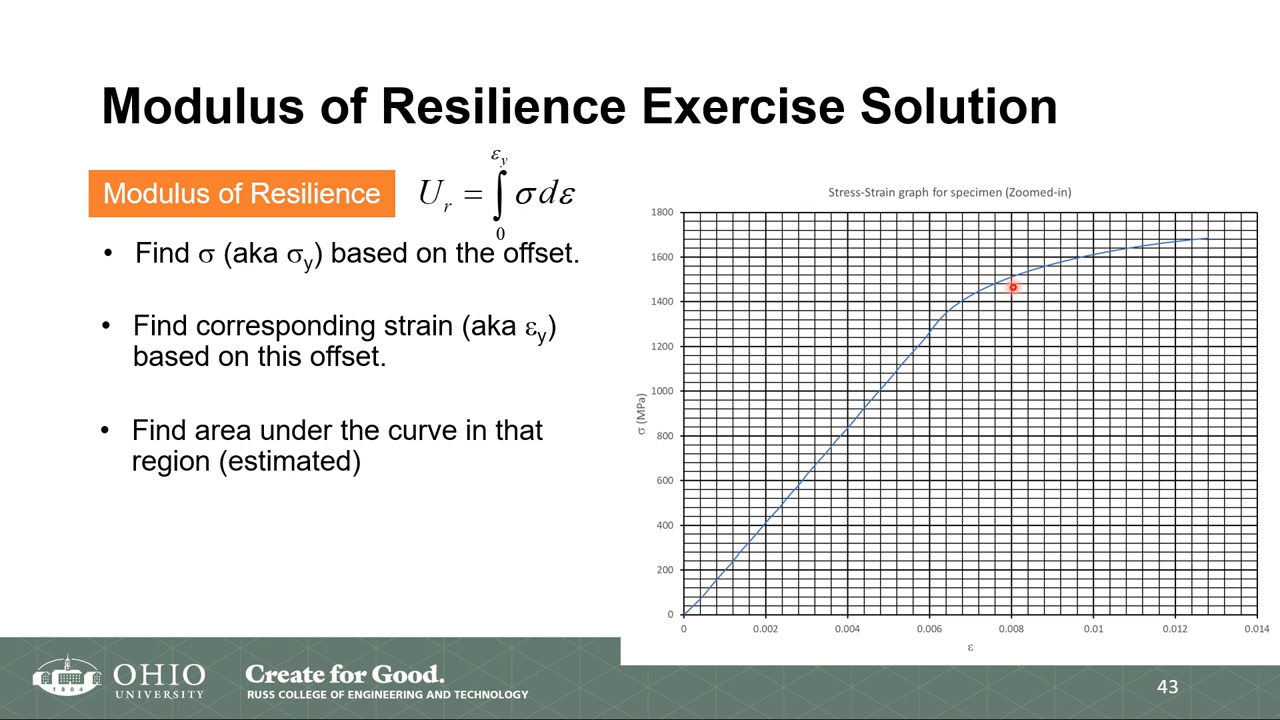 Modulus of Resilience Exercise Solution
Modulus of Resilience
U_r = ∫_0^{ε_y} σ dε
• Find σ (aka σ_y) based on the offset.
• Find corresponding strain (aka ε_y)
based on this offset.
• Find area under the curve in that
region (estimated)
Stress-Strain graph for specimen (Zoomed-in)
1800
1600
1400
1200
1000
800
600
400
200
0
σ (MPa)
0 0.002 0.004 0.006 0.008 0.01 0.012 0.014
ε
1804
OHIO
UNIVERSITY
Create for Good.
RUSS COLLEGE OF ENGINEERING AND TECHNOLOGY
43